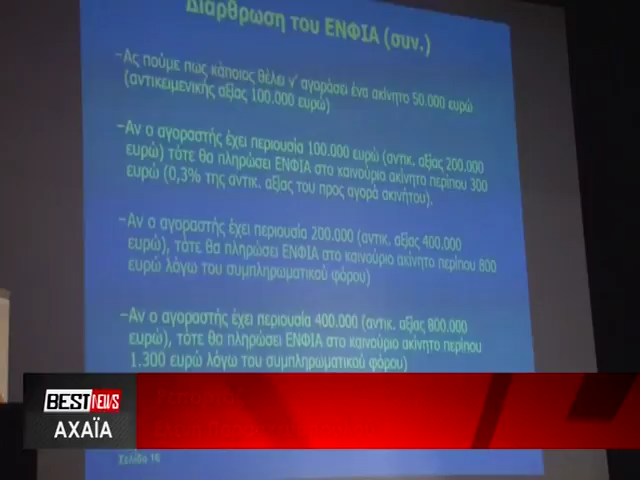 Διάρθρωση του ΕΝΦΙΑ (συν.)
–Ας πούμε πως κάποιος θέλει ν' αγοράσει ένα ακίνητο 50.000 ευρώ
(αντικειμενικής αξίας 100.000 ευρώ)
–Αν ο αγοραστής έχει περιουσία 100.000 ευρώ (αντικ. αξίας 200.000
ευρώ) τότε θα πληρώσει ΕΝΦΙΑ στο καινούριο ακίνητο περίπου 300
ευρώ (0,3% της αντικ. αξίας του προς αγορά ακινήτου).
–Αν ο αγοραστής έχει περιουσία 200.000 (αντικ. αξίας 400.000
ευρώ), τότε θα πληρώσει ΕΝΦΙΑ στο καινούριο ακίνητο περίπου 800
ευρώ λόγω του συμπληρωματικού φόρου)
–Αν ο αγοραστής έχει περιουσία 400.000 (αντικ. αξίας 800.000
ευρώ), τότε θα πληρώσει ΕΝΦΙΑ στο καινούριο ακίνητο περίπου
1.300 ευρώ λόγω του συμπληρωματικού φόρου)
BEST NEWS
ΑΧΑΪΑ
Σελίδα 16